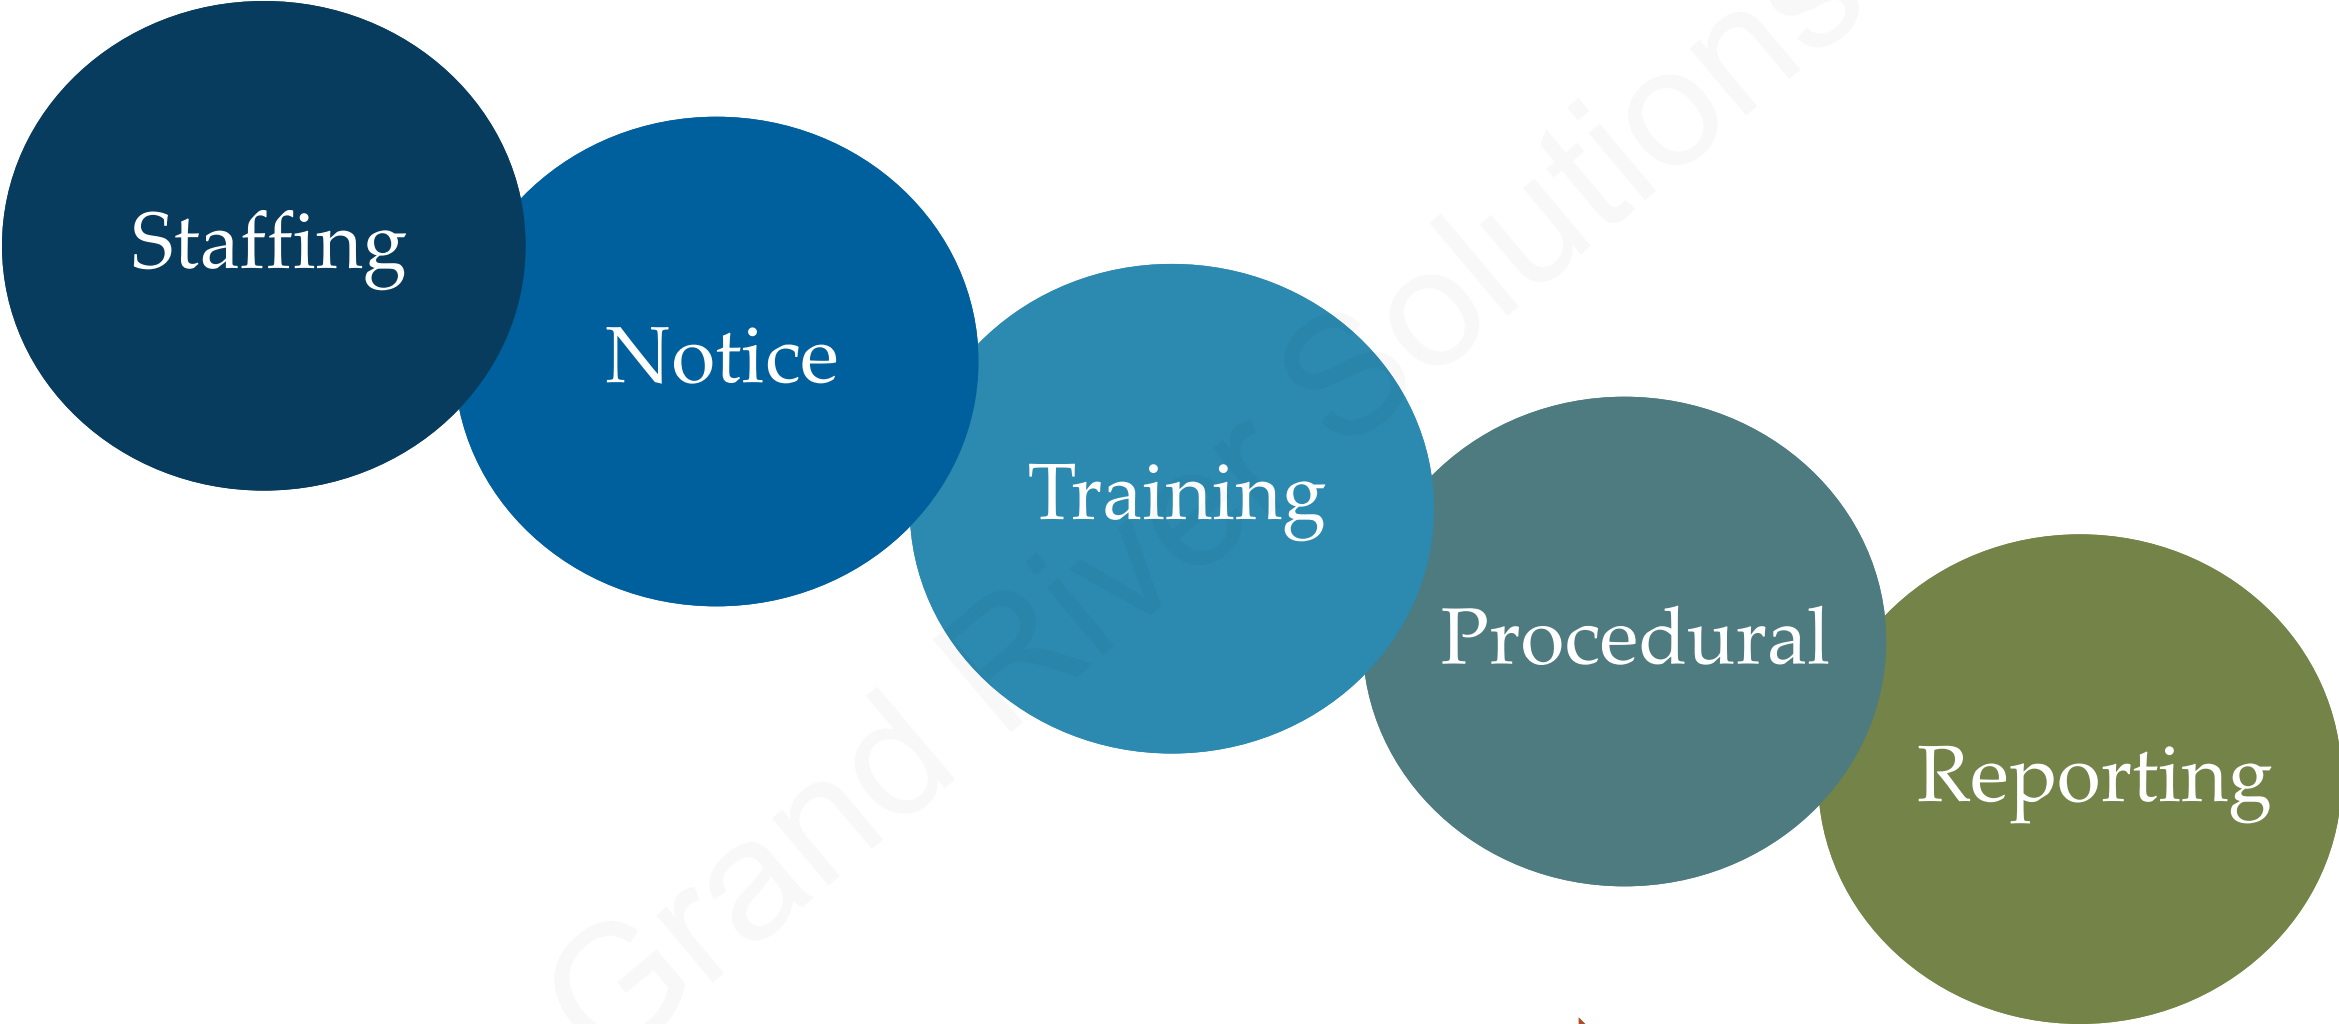 Staffing
Notice
Training
Procedural
Reporting
Grand River Solutions